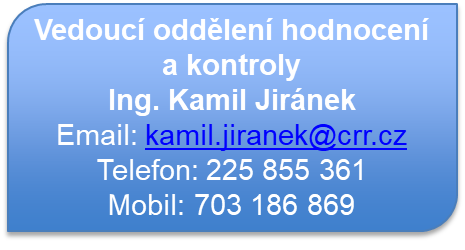 Vedoucí oddělení hodnocení
a kontroly
Ing. Kamil Jiránek
Email: kamil.jiranek@crr.cz
Telefon: 225 855 361
Mobil: 703 186 869